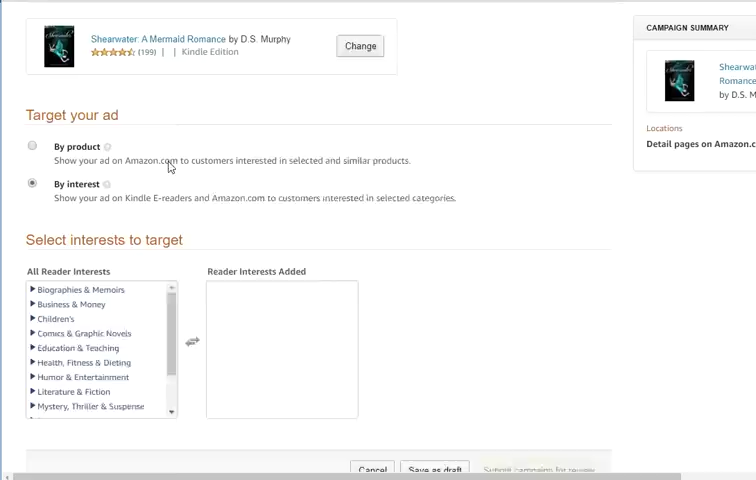 Shearwater: A Mermaid Romance by D.S. Murphy
(199) | | Kindle Edition
Change
Target your ad
By product
Show your ad on Amazon.com to customers interested in selected and similar products.
By interest
Show your ad on Kindle E-readers and Amazon.com to customers interested in selected categories.
Select interests to target
All Reader Interests
Reader Interests Added
Biographies & Memoirs
Business & Money
Children's
Comics & Graphic Novels
Education & Teaching
Health, Fitness & Dieting
Humor & Entertainment
Literature & Fiction
Mystery, Thriller & Suspense
Cancel
Save as draft
Submit campaign for review
CAMPAIGN SUMMARY
Shearwat
Romance
by D.S. M
Locations
Detail pages on Amazon.c